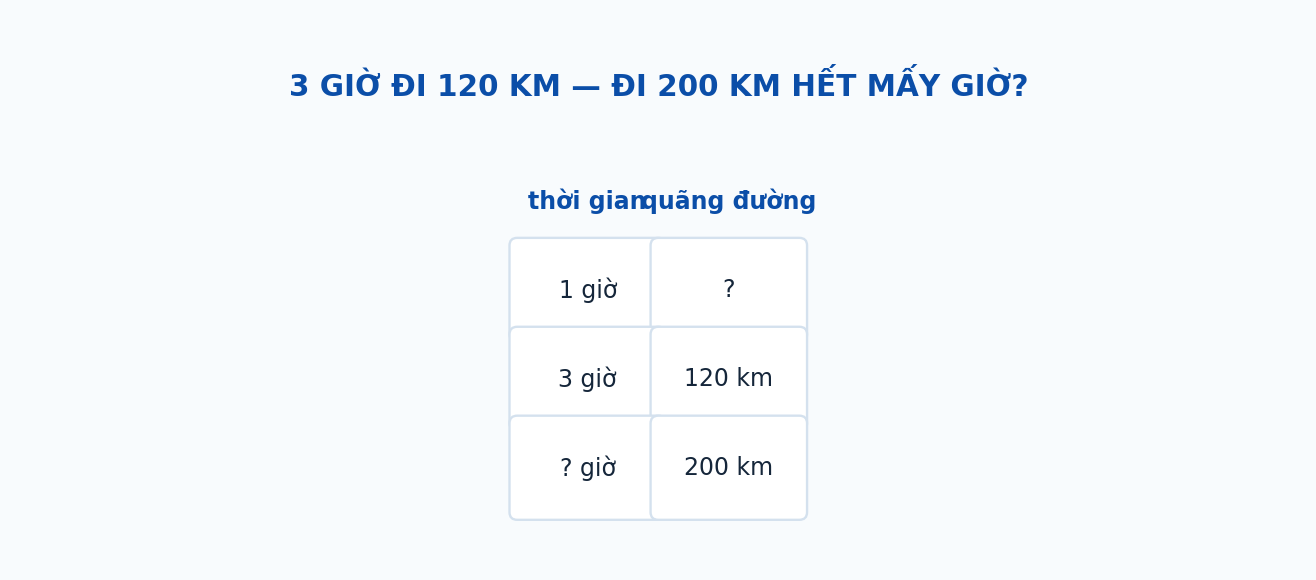 3 GIỜ ĐI 120 KM — ĐI 200 KM HẾT MẤY GIỜ?
thời gian quãng đường
1 giờ ?
3 giờ 120 km
? giờ 200 km